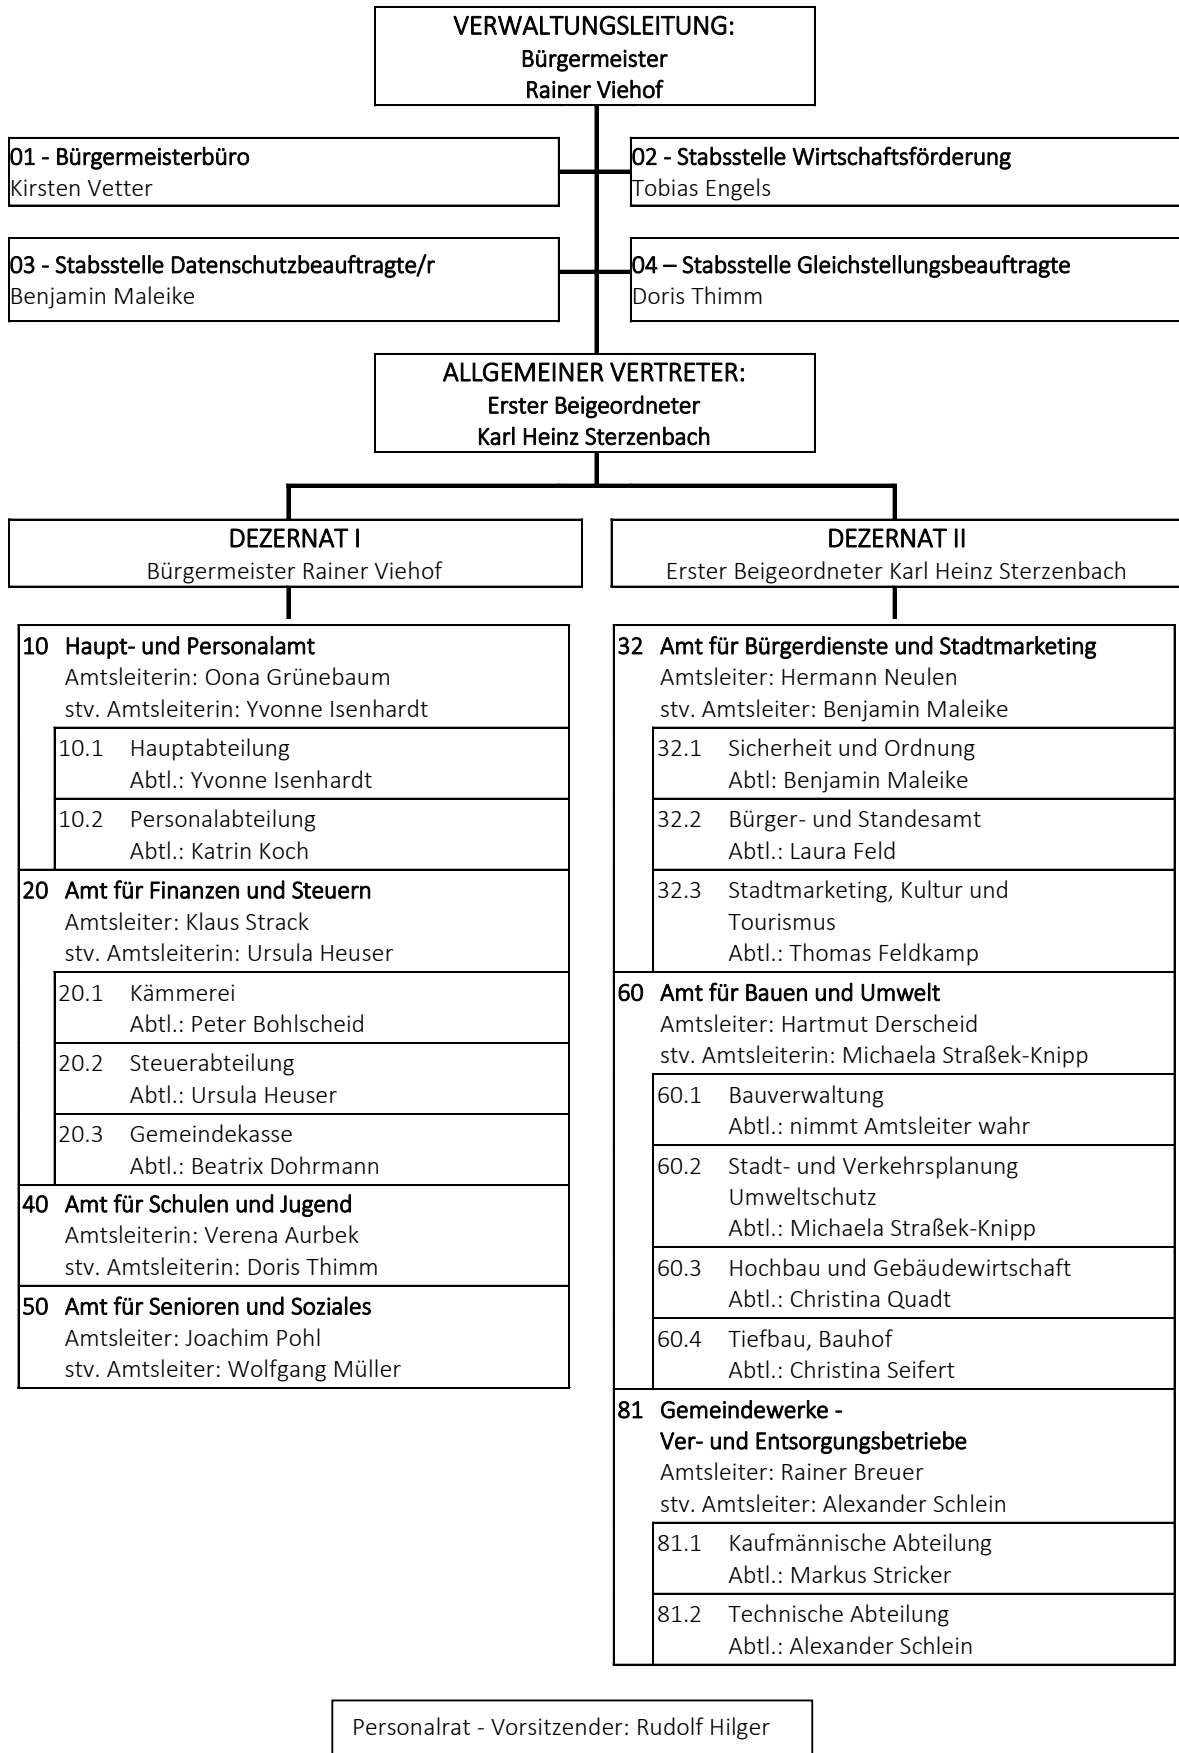 VERWALTUNGSLEITUNG:
Bürgermeister
Rainer Viehof
01 - Bürgermeisterbüro
Kirsten Vetter
02 - Stabsstelle Wirtschaftsförderung
Tobias Engels
03 - Stabsstelle Datenschutzbeauftragte/r
Benjamin Maleike
04 – Stabsstelle Gleichstellungsbeauftragte
Doris Thimm
ALLGEMEINER VERTRETER:
Erster Beigeordneter
Karl Heinz Sterzenbach
DEZERNAT I
Bürgermeister Rainer Viehof
10 Haupt- und Personalamt
Amtsleiterin: Oona Grünebaum
stv. Amtsleiterin: Yvonne Isenhardt
10.1 Hauptabteilung
Abtl.: Yvonne Isenhardt
10.2 Personalabteilung
Abtl.: Katrin Koch
20 Amt für Finanzen und Steuern
Amtsleiter: Klaus Strack
stv. Amtsleiterin: Ursula Heuser
20.1 Kämmerei
Abtl.: Peter Bohlscheid
20.2 Steuerabteilung
Abtl.: Ursula Heuser
20.3 Gemeindekasse
Abtl.: Beatrix Dohrmann
40 Amt für Schulen und Jugend
Amtsleiterin: Verena Aurbek
stv. Amtsleiterin: Doris Thimm
50 Amt für Senioren und Soziales
Amtsleiter: Joachim Pohl
stv. Amtsleiter: Wolfgang Müller
DEZERNAT II
Erster Beigeordneter Karl Heinz Sterzenbach
32 Amt für Bürgerdienste und Stadtmarketing
Amtsleiter: Hermann Neulen
stv. Amtsleiter: Benjamin Maleike
32.1 Sicherheit und Ordnung
Abtl: Benjamin Maleike
32.2 Bürger- und Standesamt
Abtl.: Laura Feld
32.3 Stadtmarketing, Kultur und
Tourismus
Abtl.: Thomas Feldkamp
60 Amt für Bauen und Umwelt
Amtsleiter: Hartmut Derscheid
stv. Amtsleiterin: Michaela Straßek-Knipp
60.1 Bauverwaltung
Abtl.: nimmt Amtsleiter wahr
60.2 Stadt- und Verkehrsplanung
Umweltschutz
Abtl.: Michaela Straßek-Knipp
60.3 Hochbau und Gebäudewirtschaft
Abtl.: Christina Quadt
60.4 Tiefbau, Bauhof
Abtl.: Christina Seifert
81 Gemeindewerke -
Ver- und Entsorgungsbetriebe
Amtsleiter: Rainer Breuer
stv. Amtsleiter: Alexander Schlein
81.1 Kaufmännische Abteilung
Abtl.: Markus Stricker
81.2 Technische Abteilung
Abtl.: Alexander Schlein
Personalrat - Vorsitzender: Rudolf Hilger